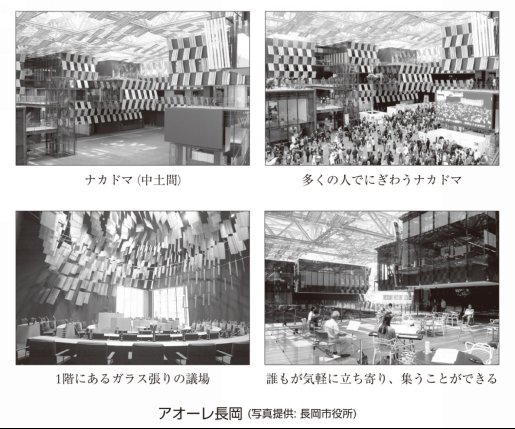 ナカドマ (中土間)
多くの人でにぎわうナカドマ
1階にあるガラス張りの議場
誰もが気軽に立ち寄り、集うことができる
アオーレ長岡 (写真提供: 長岡市役所)